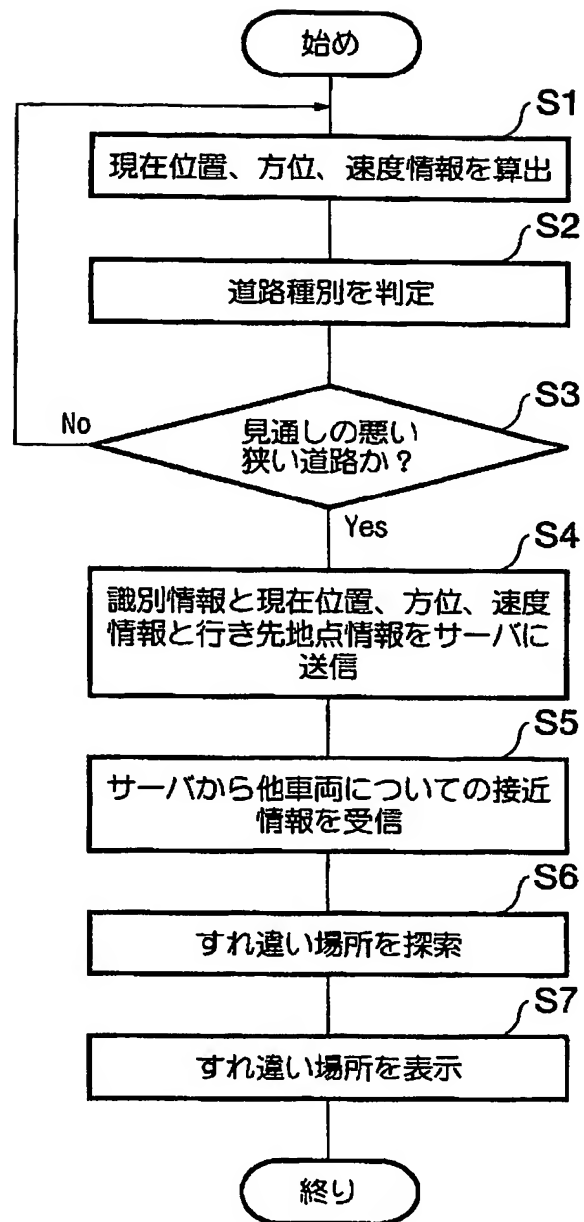 始め
S1
現在位置、方位、速度情報を算出
S2
道路種別を判定
S3
No
見通しの悪い
狭い道路か？
Yes
S4
識別情報と現在位置、方位、速度
情報と行き先地点情報をサーバに
送信
S5
サーバから他車両についての接近
情報を受信
S6
すれ違い場所を探索
S7
すれ違い場所を表示
終り